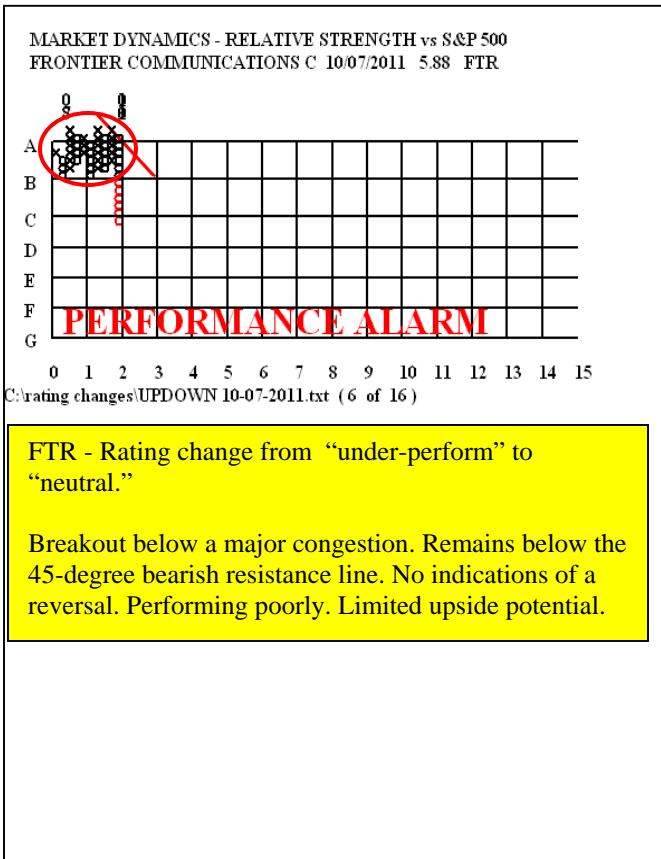 MARKET DYNAMICS - RELATIVE STRENGTH vs S&P 500
FRONTIER COMMUNICATIONS C 10/07/2011 5.88 FTR
A
B
C
D
E
F
G
PERFORMANCE ALARM
0 1 2 3 4 5 6 7 8 9 10 11 12 13 14 15
C:\rating changes\UPDOWN 10-07-2011.txt ( 6 of 16 )
FTR - Rating change from “under-perform” to
“neutral.”
Breakout below a major congestion. Remains below the
45-degree bearish resistance line. No indications of a
reversal. Performing poorly. Limited upside potential.